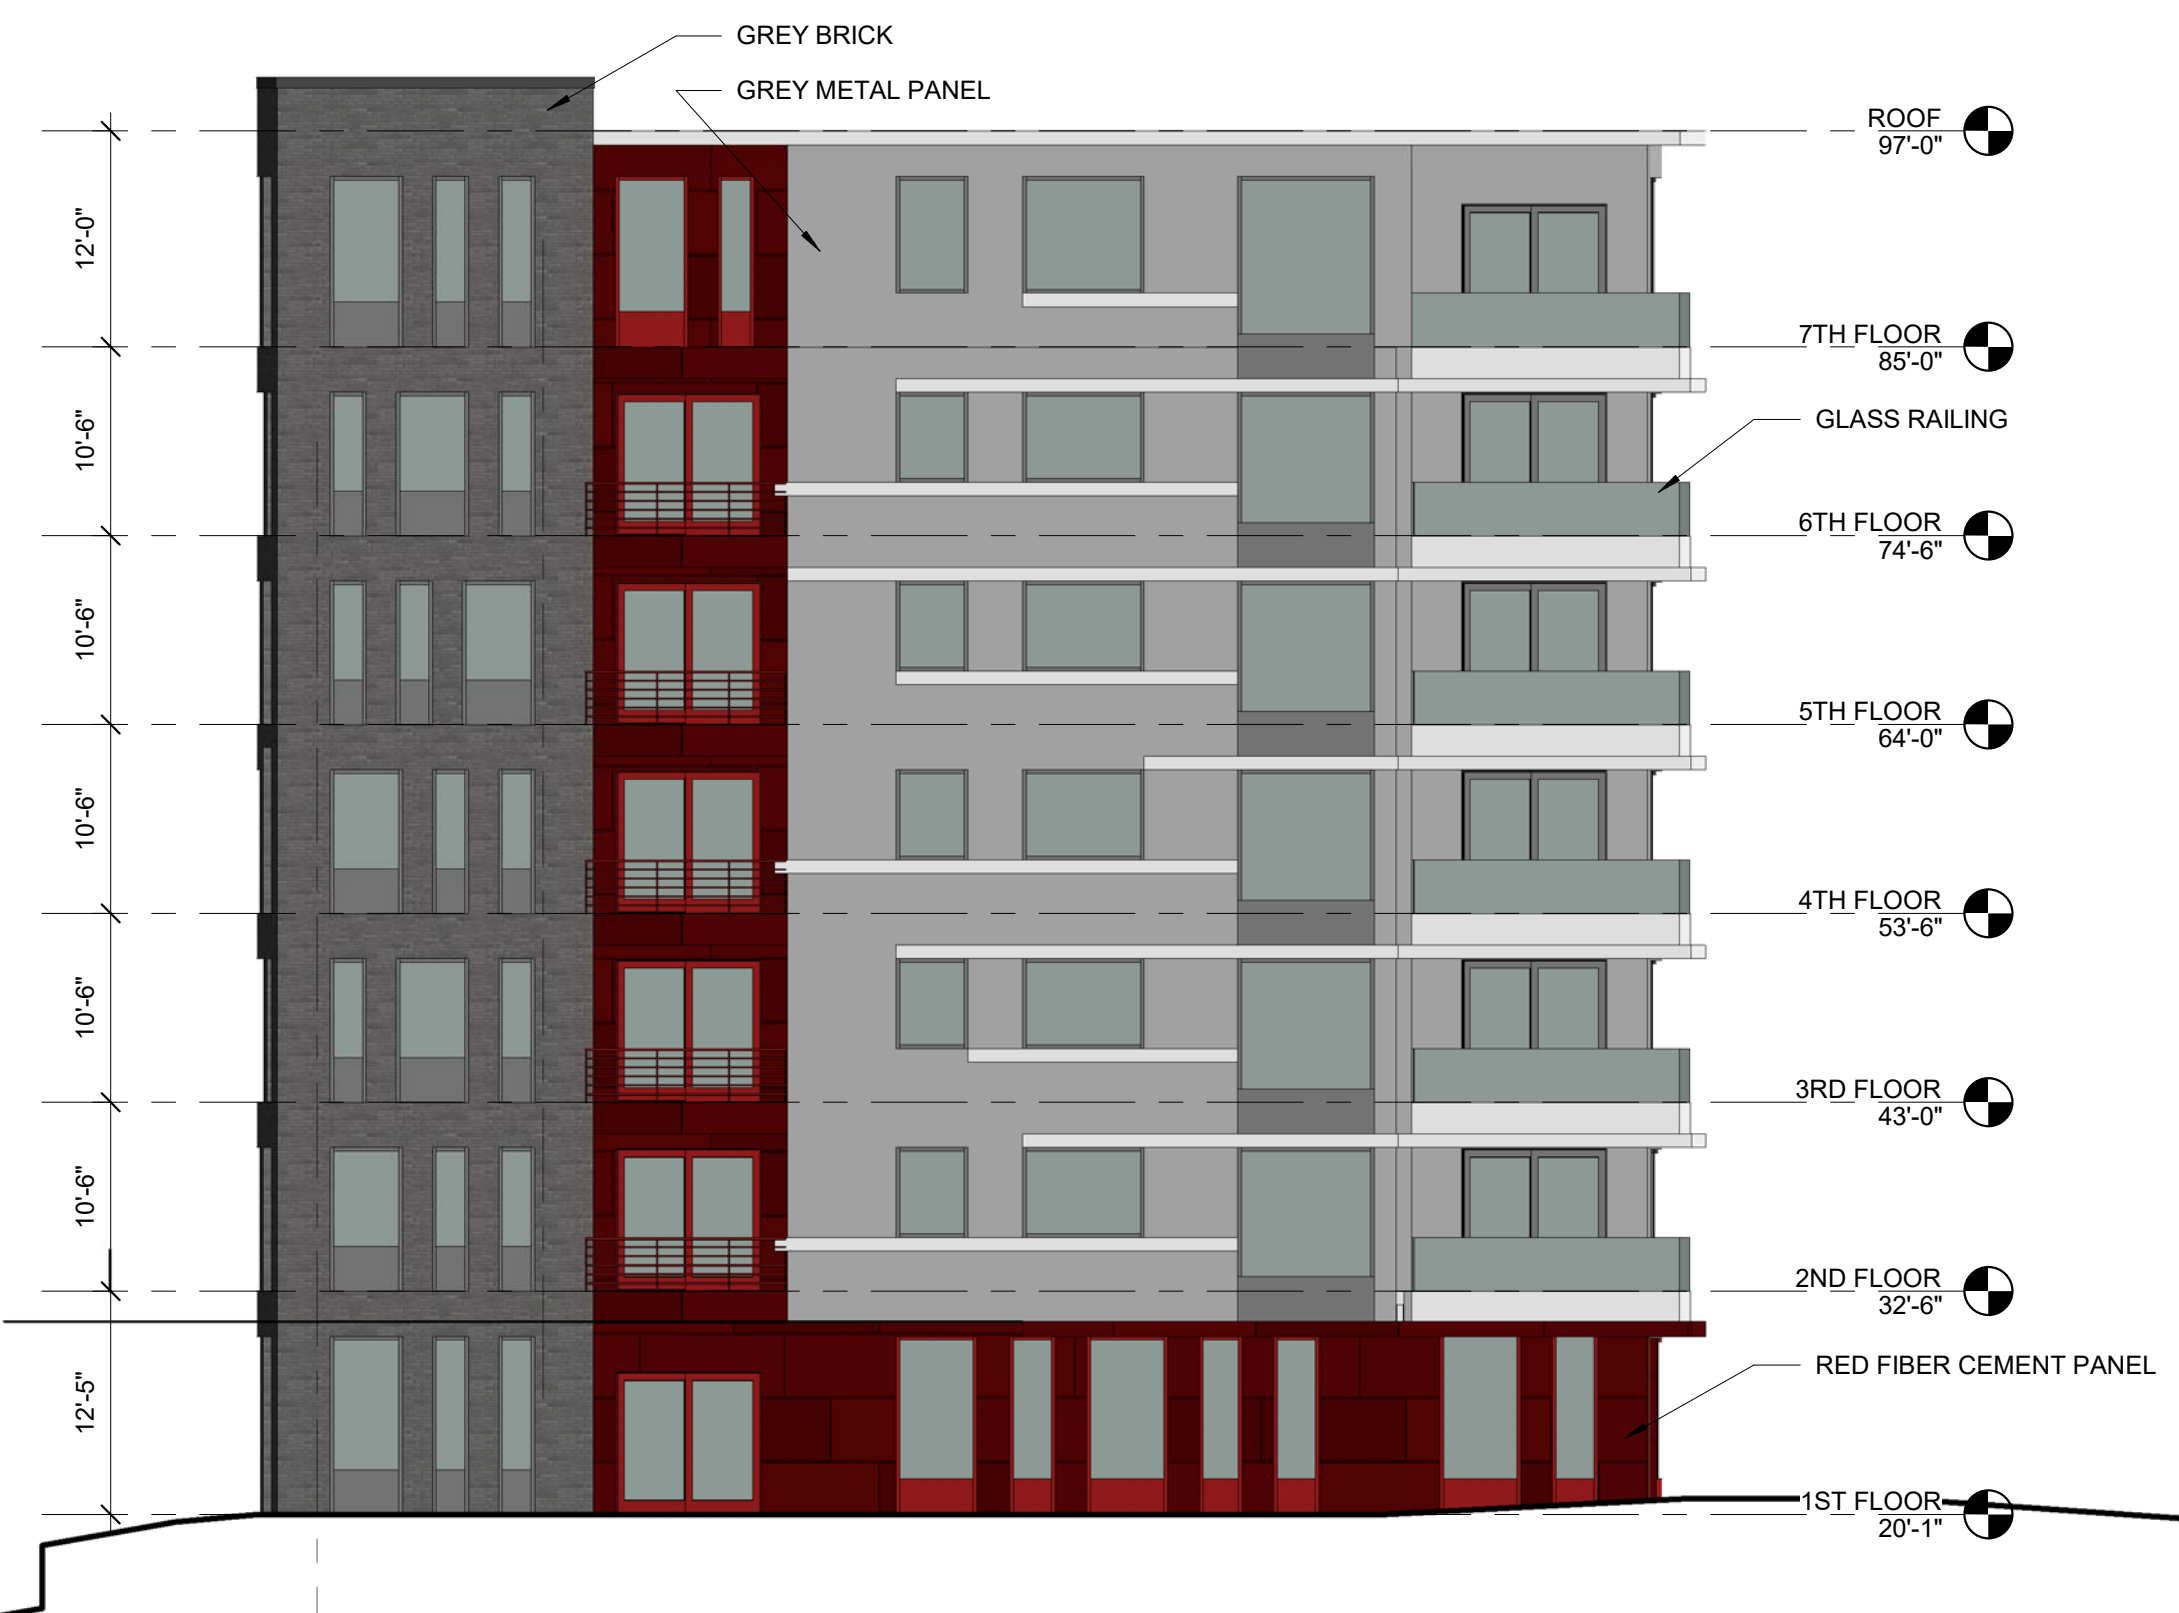 GREY BRICK
GREY METAL PANEL
ROOF
97'-0"
12'-0"
7TH FLOOR
85'-0"
GLASS RAILING
10'-6"
6TH FLOOR
74'-6"
10'-6"
5TH FLOOR
64'-0"
10'-6"
4TH FLOOR
53'-6"
10'-6"
3RD FLOOR
43'-0"
10'-6"
2ND FLOOR
32'-6"
RED FIBER CEMENT PANEL
12'-5"
1ST FLOOR
20'-1"